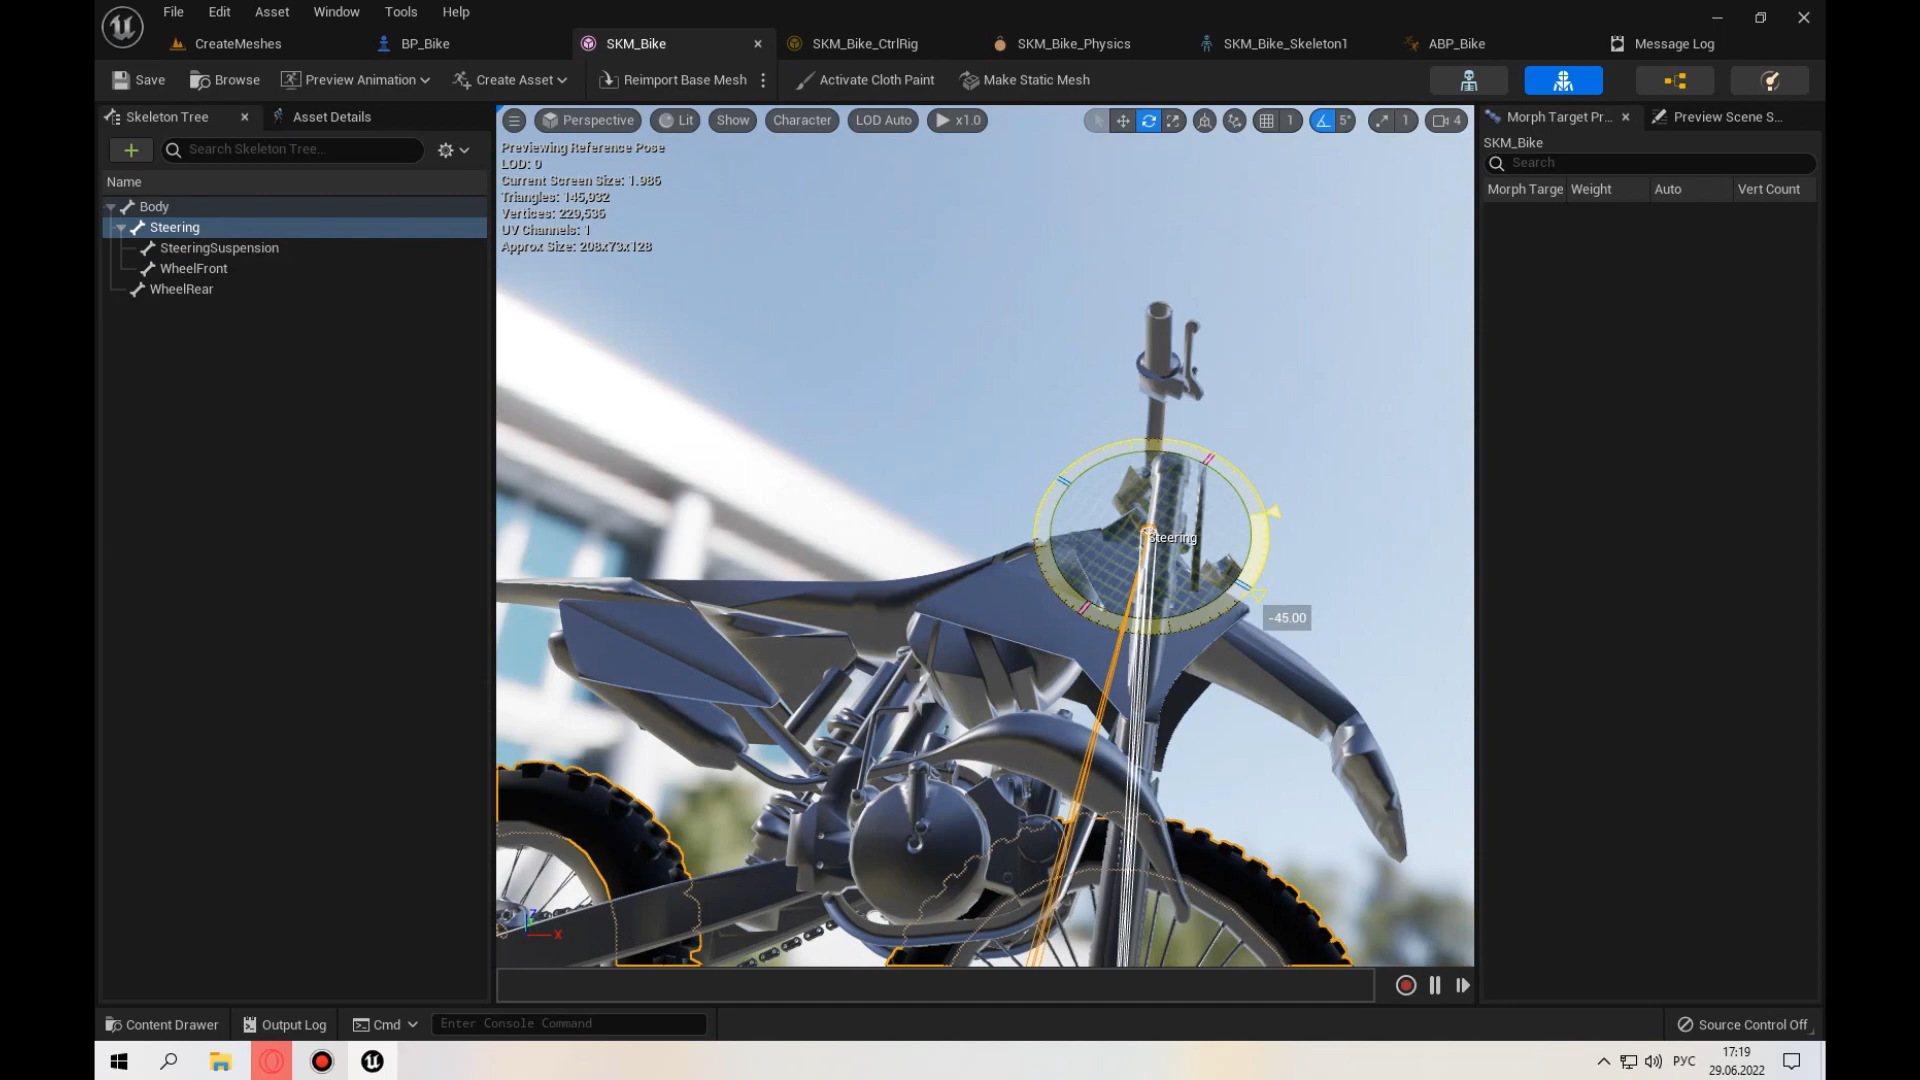 File Edit Asset Window Tools Help
CreateMeshes BP_Bike SKM_Bike SKM_Bike_CtrlRig SKM_Bike_Physics SKM_Bike_Skeleton1 ABP_Bike Message Log
Save Browse Preview Animation Create Asset Reimport Base Mesh Activate Cloth Paint Make Static Mesh
Skeleton Tree Asset Details
Search Skeleton Tree...
Name
Body
Steering
SteeringSuspension
WheelFront
WheelRear
Perspective Lit Show Character LOD Auto x1.0 1 5° 1 4
Previewing Reference Pose
LOD: 0
Current Screen Size: 1.986
Triangles: 145,932
Vertices: 229,536
UV Channels: 1
Approx Size: 208x73x128
Steering
-45.00
Z
X
Morph Target Pr... Preview Scene S...
SKM_Bike
Search
Morph Targe Weight Auto Vert Count
Content Drawer Output Log Cmd Enter Console Command Source Control Off
РУС 17:19
29.06.2022